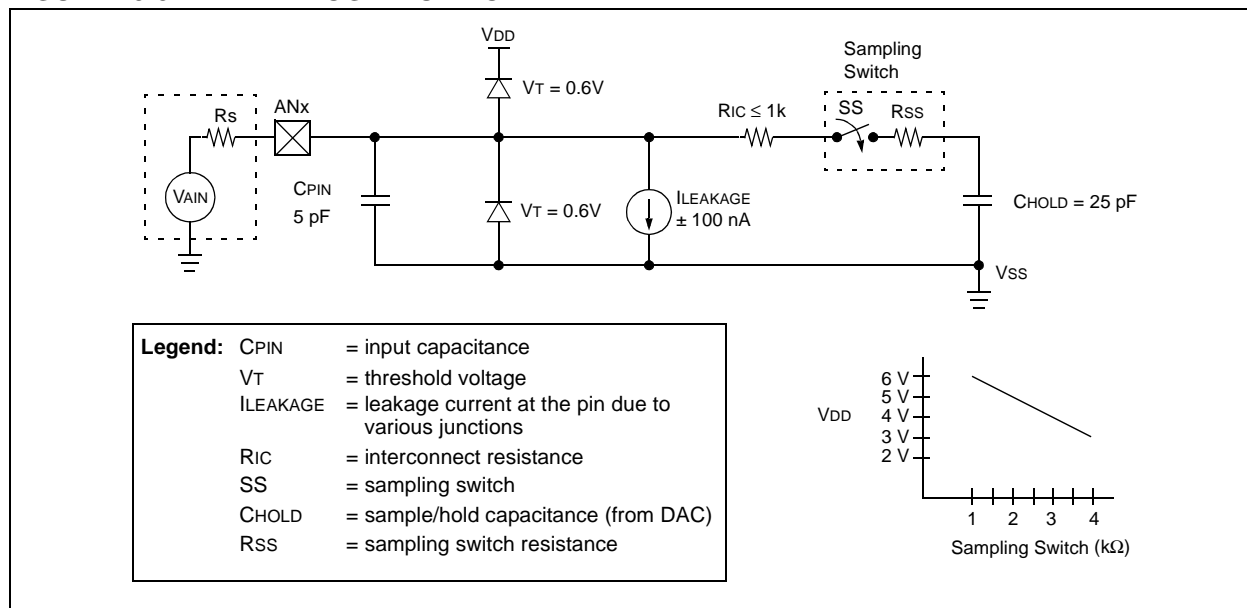 VDD
Sampling
Switch
VT = 0.6V
RIC ≤ 1k
SS
RSS
Rs
ANx
VAIN
CPIN
5 pF
VT = 0.6V
ILEAKAGE
± 100 nA
CHOLD = 25 pF
VSS
Legend: CPIN = input capacitance
VT = threshold voltage
ILEAKAGE = leakage current at the pin due to
various junctions
RIC = interconnect resistance
SS = sampling switch
CHOLD = sample/hold capacitance (from DAC)
RSS = sampling switch resistance
VDD
6 V
5 V
4 V
3 V
2 V
1 2 3 4
Sampling Switch (kΩ)